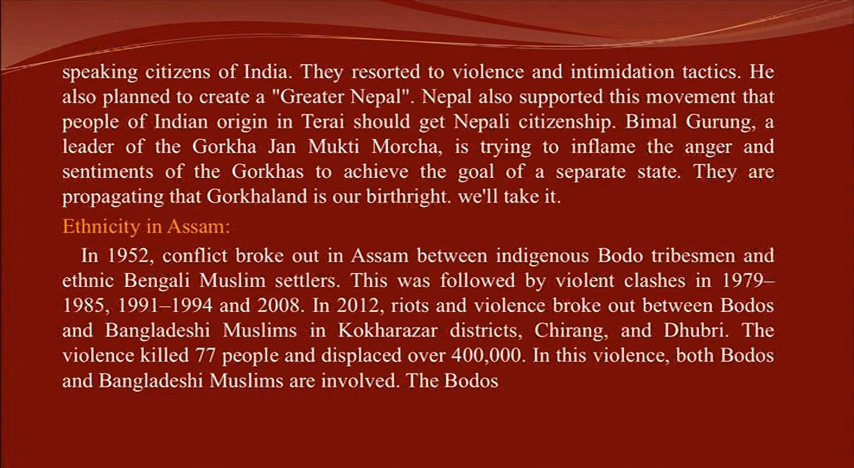 speaking citizens of India. They resorted to violence and intimidation tactics. He
also planned to create a "Greater Nepal". Nepal also supported this movement that
people of Indian origin in Terai should get Nepali citizenship. Bimal Gurung, a
leader of the Gorkha Jan Mukti Morcha, is trying to inflame the anger and
sentiments of the Gorkhas to achieve the goal of a separate state. They are
propagating that Gorkhaland is our birthright. we'll take it.
Ethnicity in Assam:
In 1952, conflict broke out in Assam between indigenous Bodo tribesmen and
ethnic Bengali Muslim settlers. This was followed by violent clashes in 1979–
1985, 1991–1994 and 2008. In 2012, riots and violence broke out between Bodos
and Bangladeshi Muslims in Kokharazar districts, Chirang, and Dhubri. The
violence killed 77 people and displaced over 400,000. In this violence, both Bodos
and Bangladeshi Muslims are involved. The Bodos